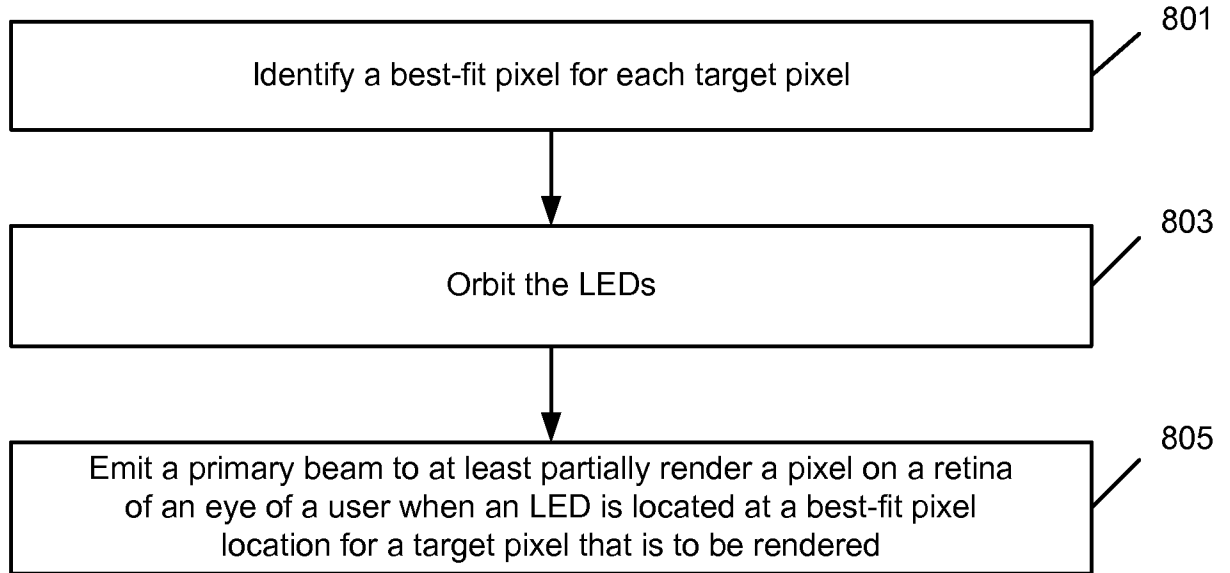 801
Identify a best-fit pixel for each target pixel
803
Orbit the LEDs
805
Emit a primary beam to at least partially render a pixel on a retina
of an eye of a user when an LED is located at a best-fit pixel
location for a target pixel that is to be rendered